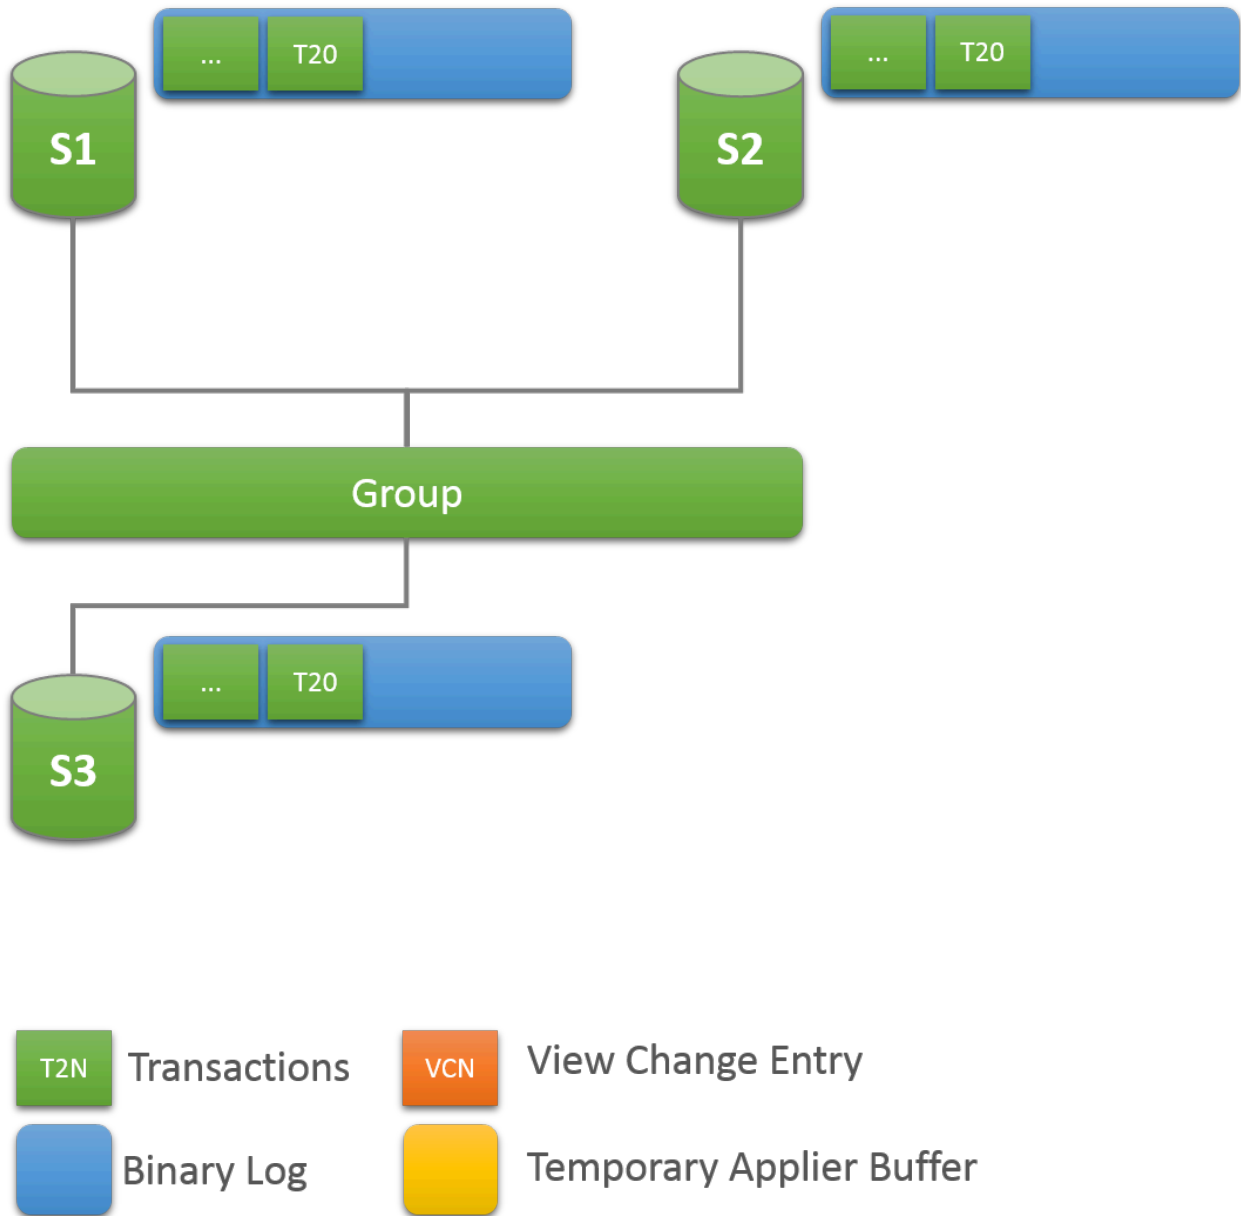 ... T20
S1
... T20
S2
Group
... T20
S3
T2N Transactions
VCN View Change Entry
Binary Log
Temporary Applier Buffer